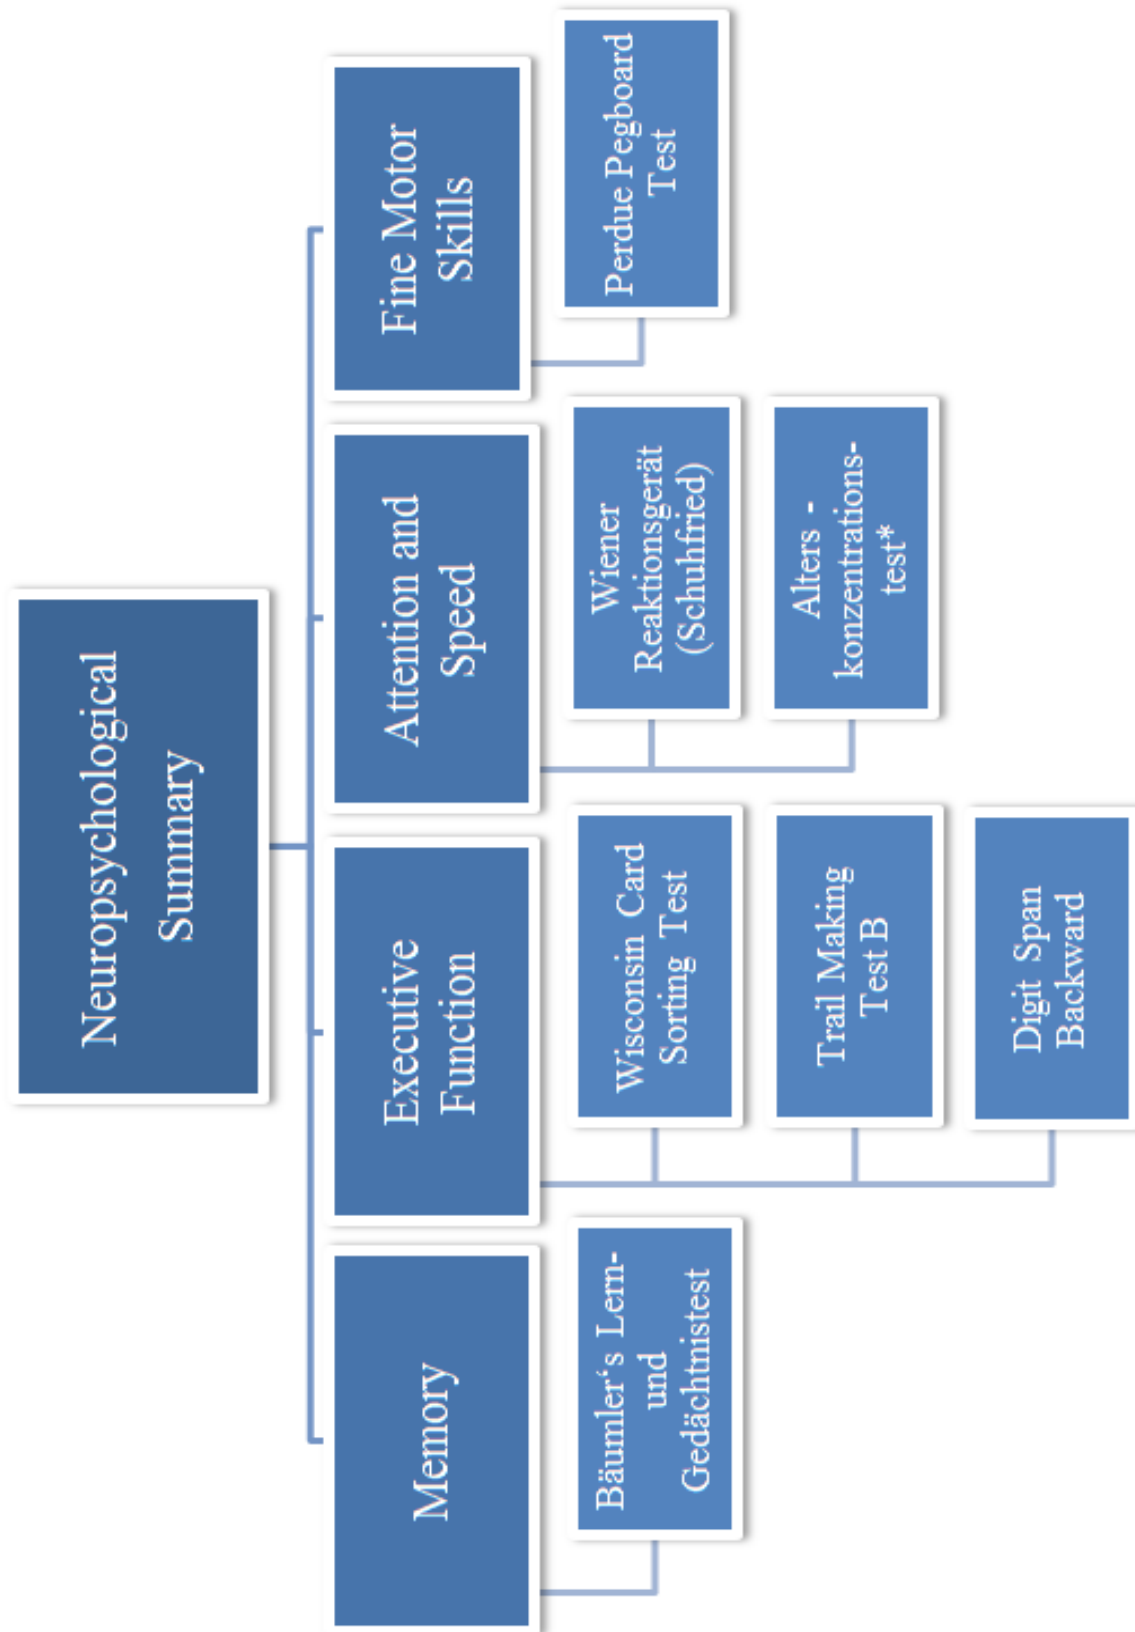 Neuropsychological
Summary
Memory
Bäumler‘s Lern-
und
Gedächtnistest
Executive
Function
Wisconsin Card
Sorting Test
Trail Making
Test B
Digit Span
Backward
Attention and
Speed
Wiener
Reaktionsgerät
(Schuhfried)
Alters -
konzentrations-
test*
Fine Motor
Skills
Perdue Pegboard
Test